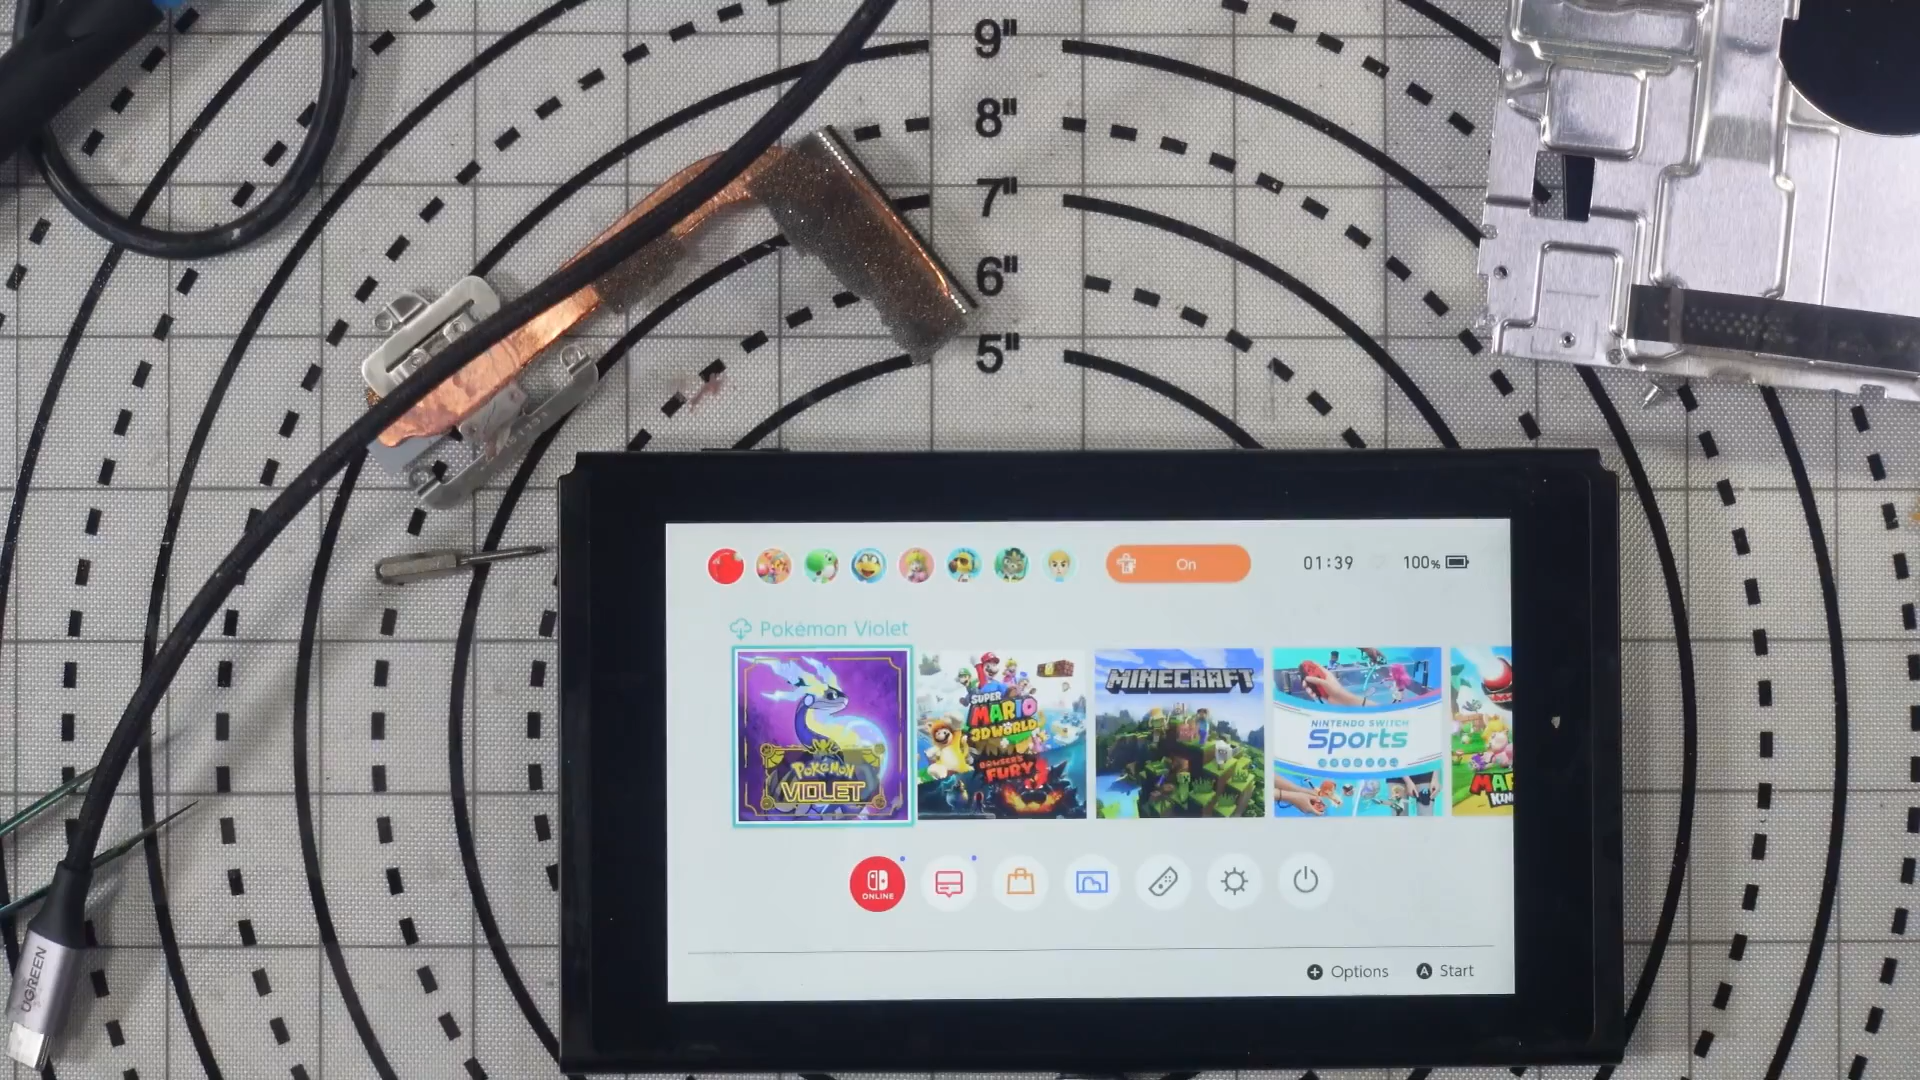 9"
8"
7"
6"
5"
On
01:39
100%
Pokémon Violet
POKÉMON
VIOLET
SUPER
MARIO
3D WORLD
BOWSER'S
FURY
MINECRAFT
NINTENDO SWITCH
Sports
ONLINE
Options
A Start
UGREEN